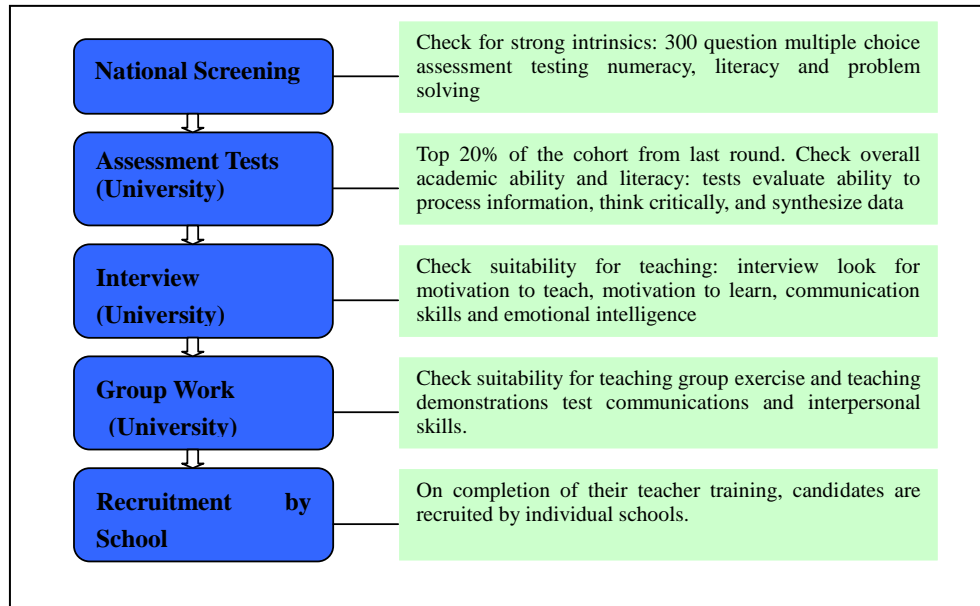 National Screening
Check for strong intrinsics: 300 question multiple choice
assessment testing numeracy, literacy and problem
solving
Assessment Tests
(University)
Top 20% of the cohort from last round. Check overall
academic ability and literacy: tests evaluate ability to
process information, think critically, and synthesize data
Interview
(University)
Check suitability for teaching: interview look for
motivation to teach, motivation to learn, communication
skills and emotional intelligence
Group Work
(University)
Check suitability for teaching group exercise and teaching
demonstrations test communications and interpersonal
skills.
Recruitment by
School
On completion of their teacher training, candidates are
recruited by individual schools.